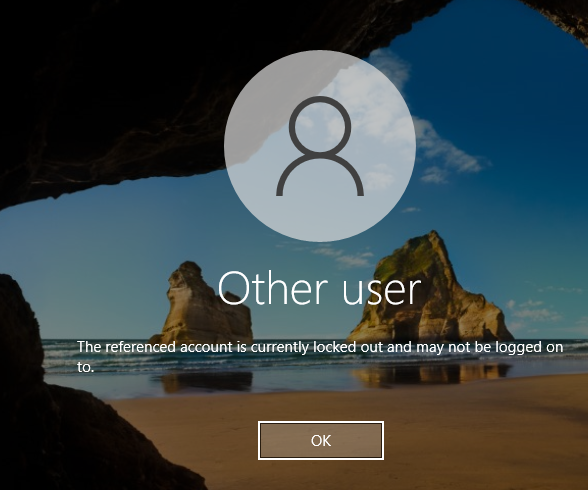 Other user
The referenced account is currently locked out and may not be logged on
to.
OK